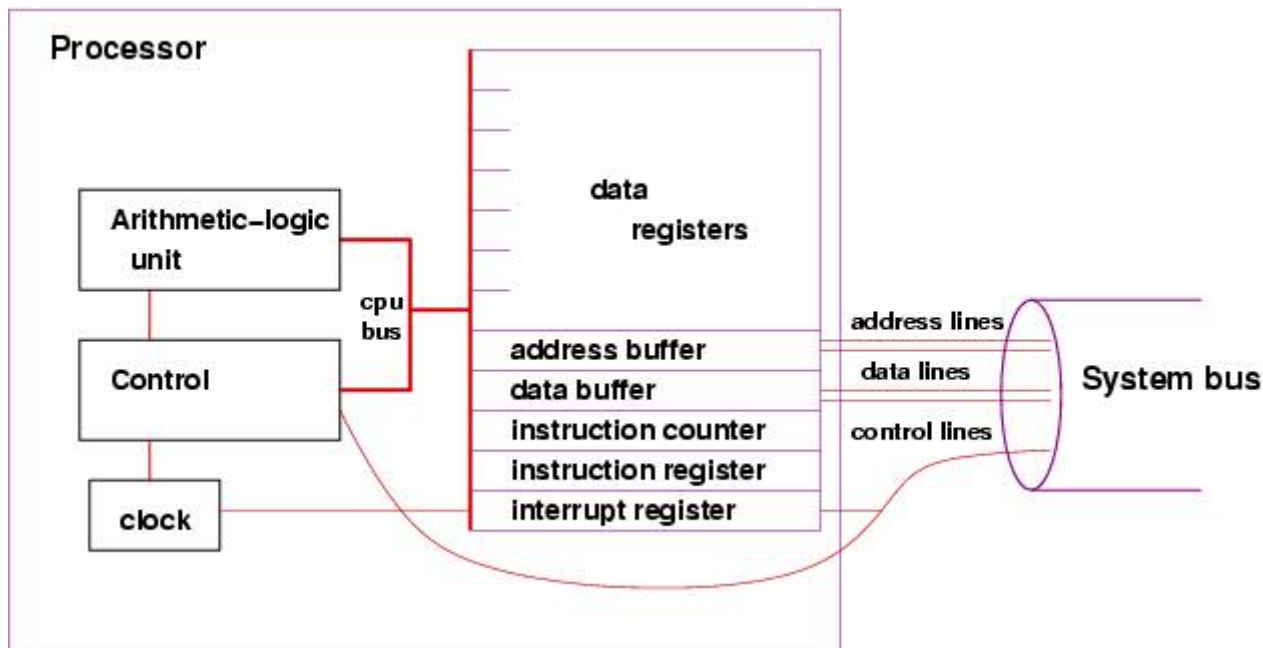 Processor
data
registers
Arithmetic–logic
unit
cpu
bus
Control
clock
address buffer
data buffer
instruction counter
instruction register
interrupt register
address lines
data lines
control lines
System bus